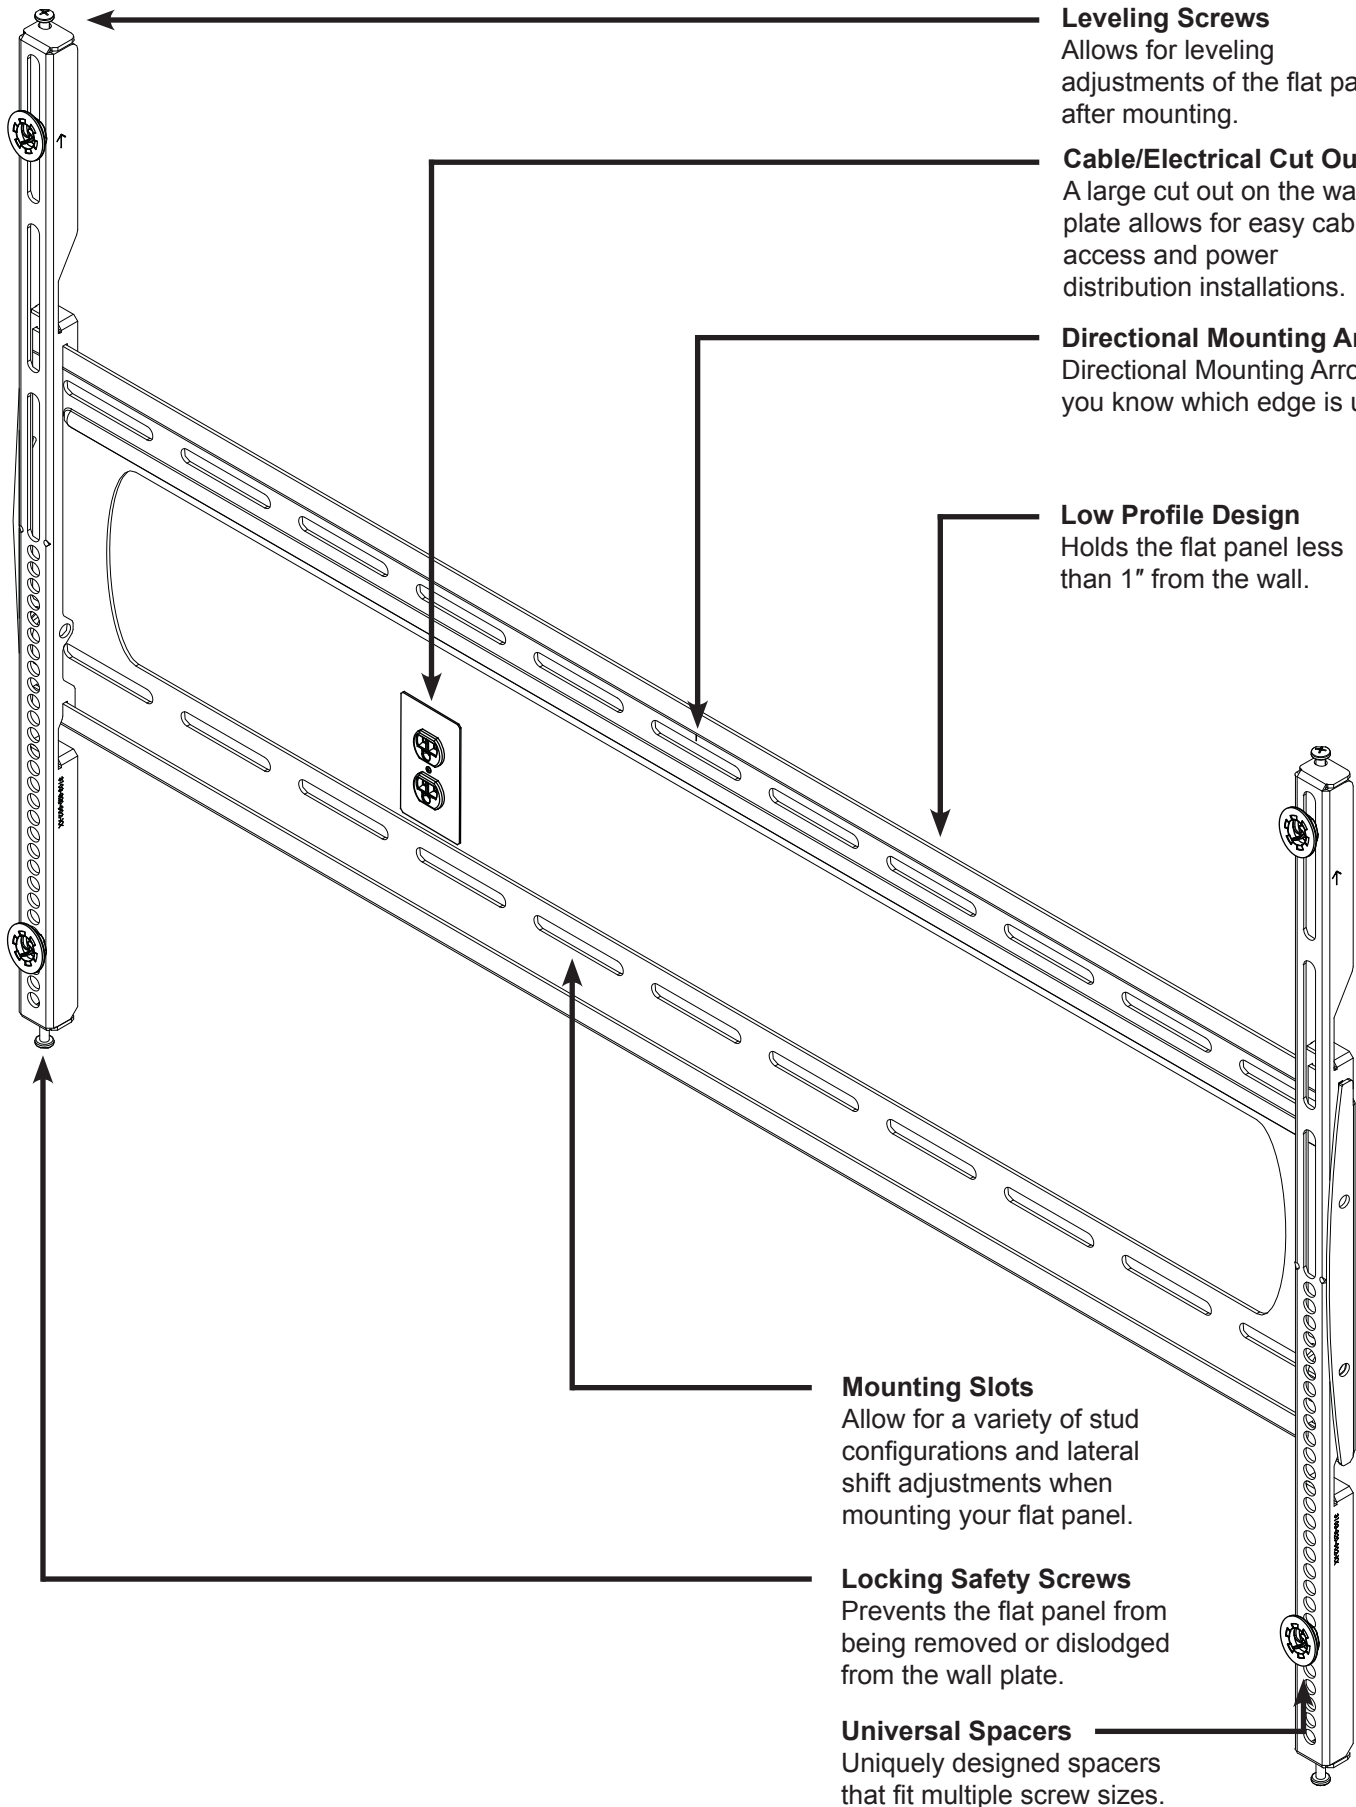 Leveling Screws
Allows for leveling
adjustments of the flat pa
after mounting.
Cable/Electrical Cut Ou
A large cut out on the wa
plate allows for easy cab
access and power
distribution installations.
Directional Mounting Ar
Directional Mounting Arro
you know which edge is u
Low Profile Design
Holds the flat panel less
than 1″ from the wall.
Mounting Slots
Allow for a variety of stud
configurations and lateral
shift adjustments when
mounting your flat panel.
Locking Safety Screws
Prevents the flat panel from
being removed or dislodged
from the wall plate.
Universal Spacers
Uniquely designed spacers
that fit multiple screw sizes.